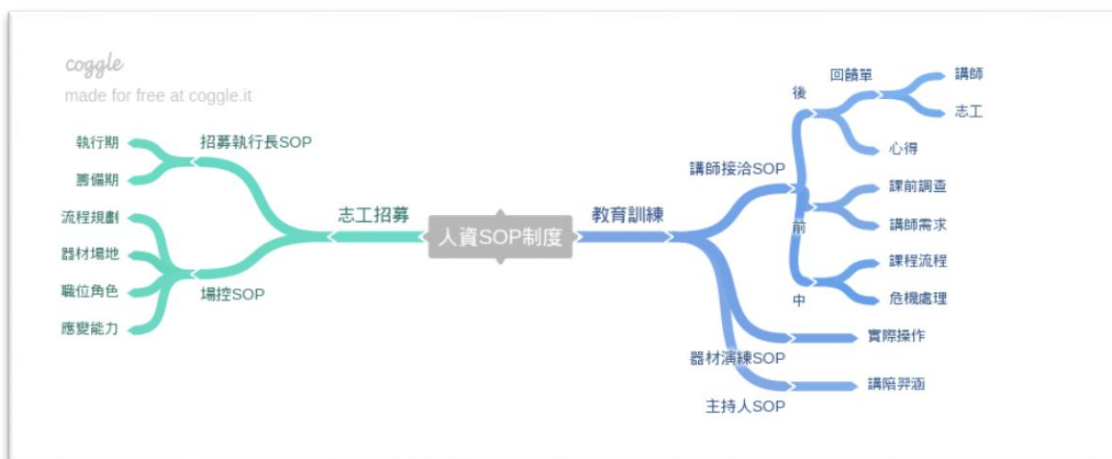 coggle
made for free at coggle.it
執行期
籌備期
招募執行長SOP
流程規劃
器材場地
職位角色
應變能力
場控SOP
志工招募
人資SOP制度
教育訓練
講師接洽SOP
後
回饋單
講師
志工
心得
前
課前調查
講師需求
中
課程流程
危機處理
器材演練SOP
實際操作
主持人SOP
講陪羿涵